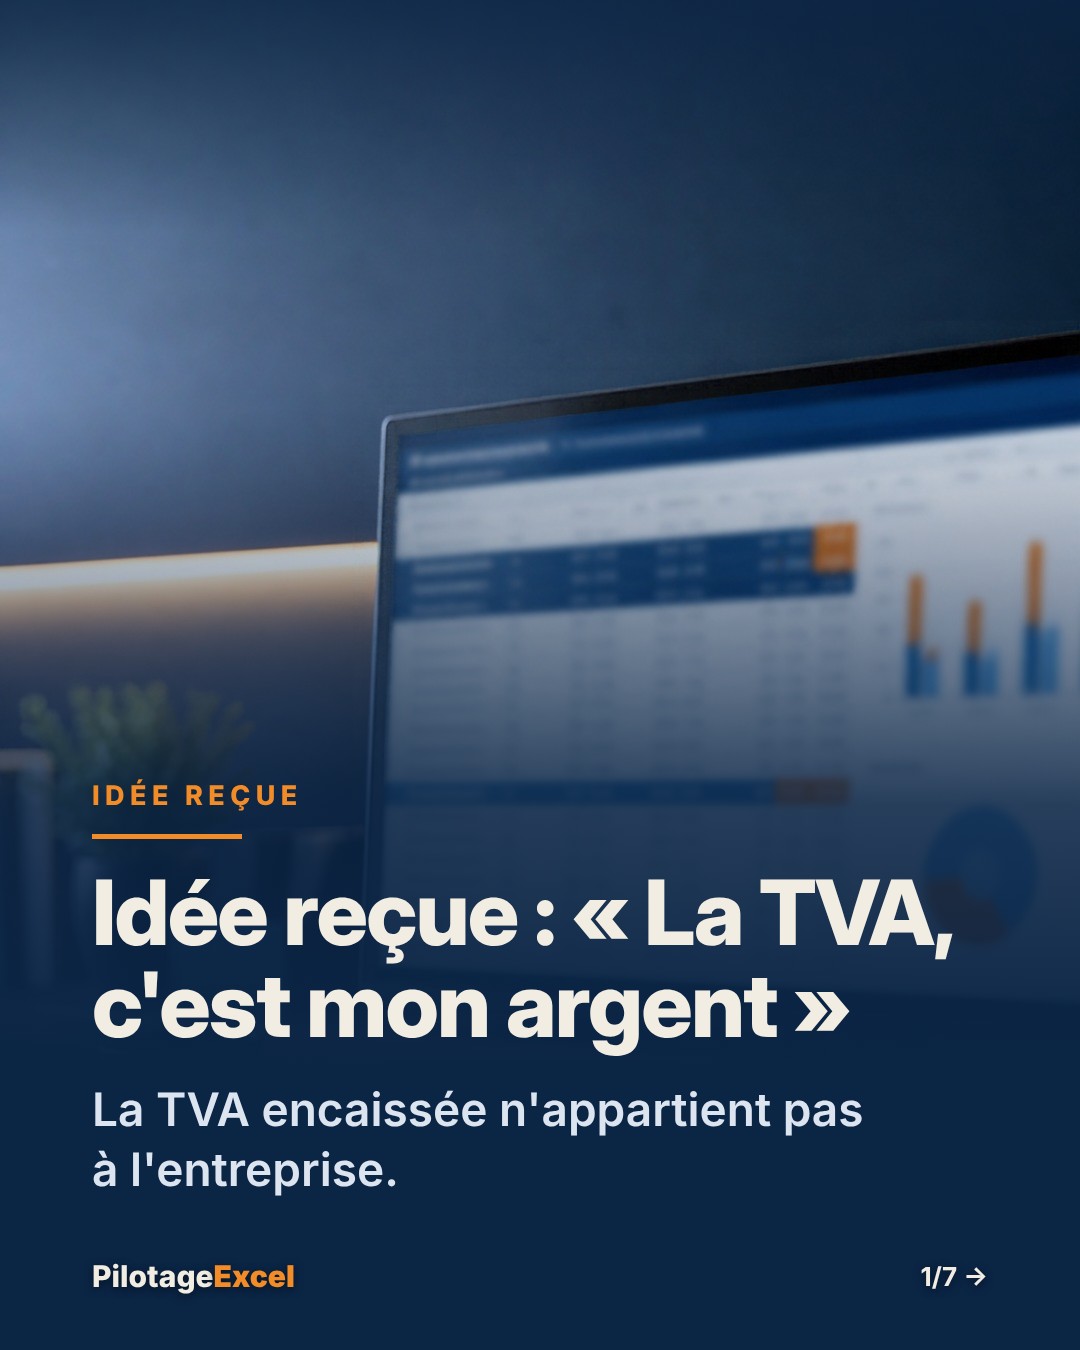 IDÉE REÇUE
Idée reçue : « La TVA,
c'est mon argent »
La TVA encaissée n'appartient pas
à l'entreprise.
PilotageExcel
1/7 →